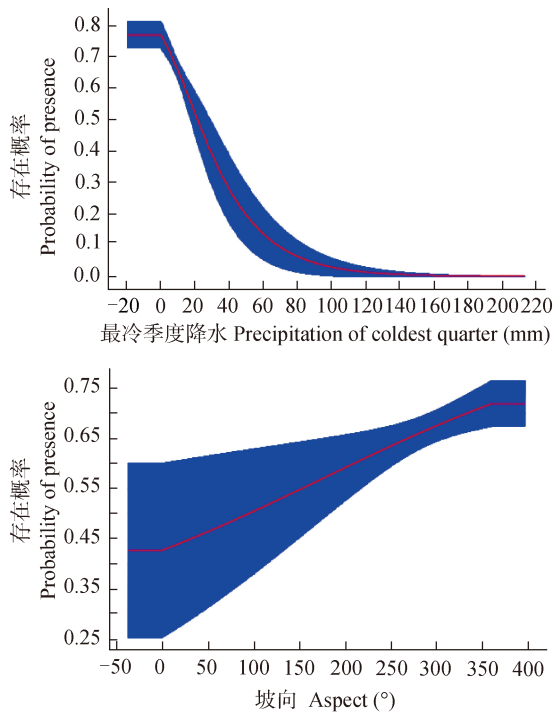 存在概率
Probability of presence
0.8
0.7
0.6
0.5
0.4
0.3
0.2
0.1
0.0
−20 0 20 40 60 80 100 120 140 160 180 200 220
最冷季度降水 Precipitation of coldest quarter (mm)
存在概率
Probability of presence
0.75
0.65
0.55
0.45
0.35
0.25
−50 0 50 100 150 200 250 300 350 400
坡向 Aspect (°)